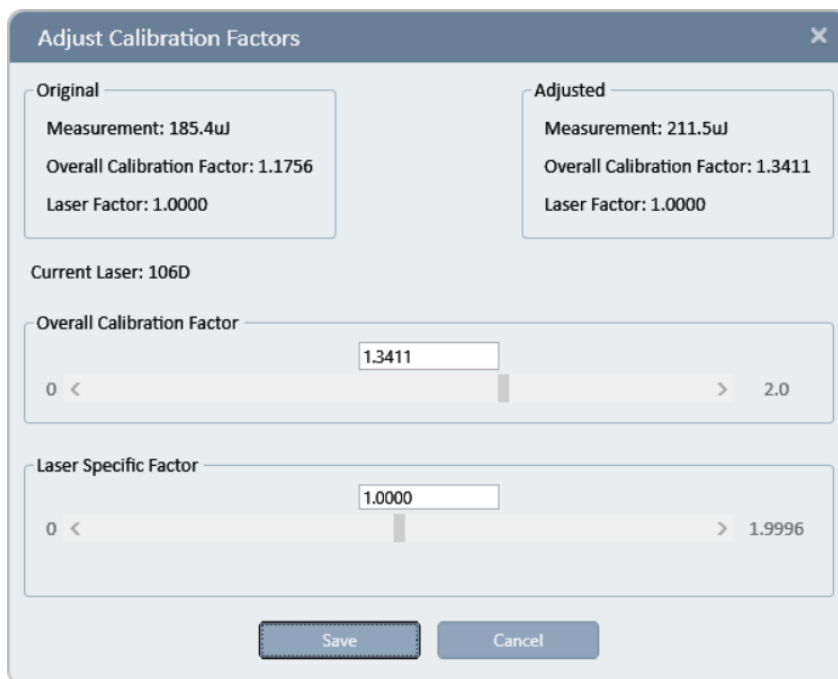 Adjust Calibration Factors
Original
Measurement: 185.4uJ
Overall Calibration Factor: 1.1756
Laser Factor: 1.0000
Adjusted
Measurement: 211.5uJ
Overall Calibration Factor: 1.3411
Laser Factor: 1.0000
Current Laser: 106D
Overall Calibration Factor
1.3411
0 < > 2.0
Laser Specific Factor
1.0000
0 < > 1.9996
Save Cancel